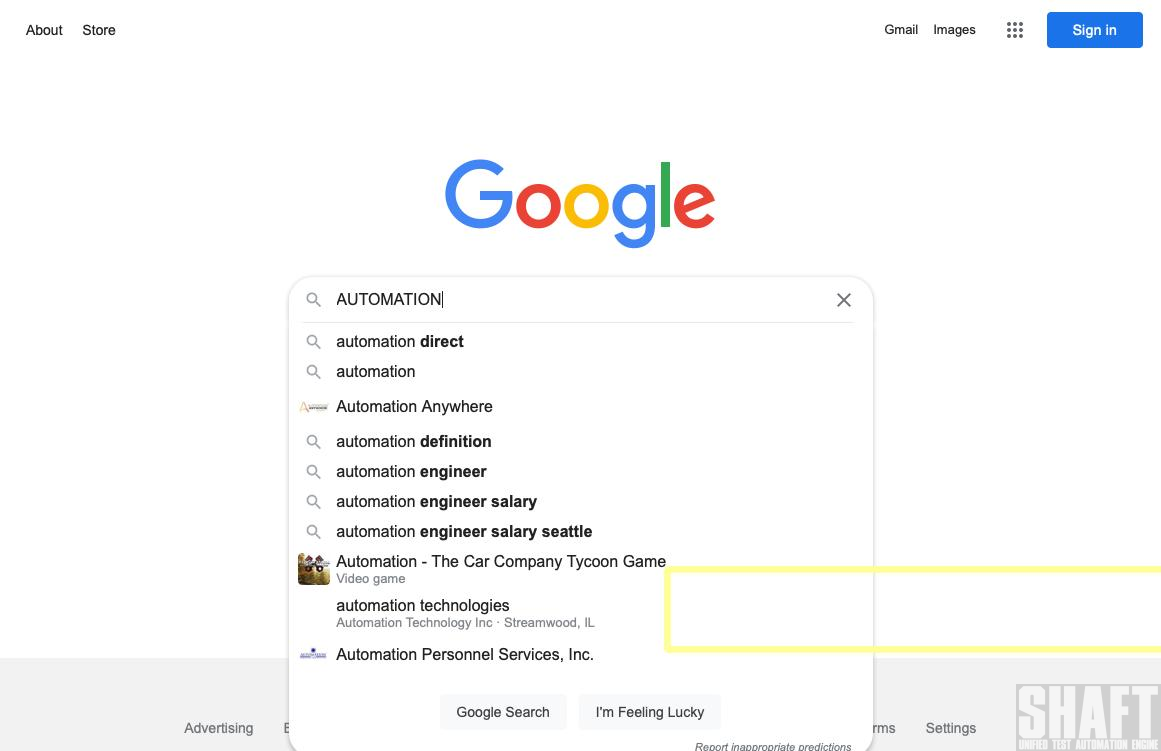 About Store
Gmail Images Sign in
Google
AUTOMATION
automation direct
automation
Automation Anywhere
automation definition
automation engineer
automation engineer salary
automation engineer salary seattle
Automation - The Car Company Tycoon Game
Video game
automation technologies
Automation Technology Inc · Streamwood, IL
Automation Personnel Services, Inc.
Google Search I'm Feeling Lucky
Advertising Settings
Report inappropriate predictions
SHAFT
UNIFIED TEST AUTOMATION ENGINE